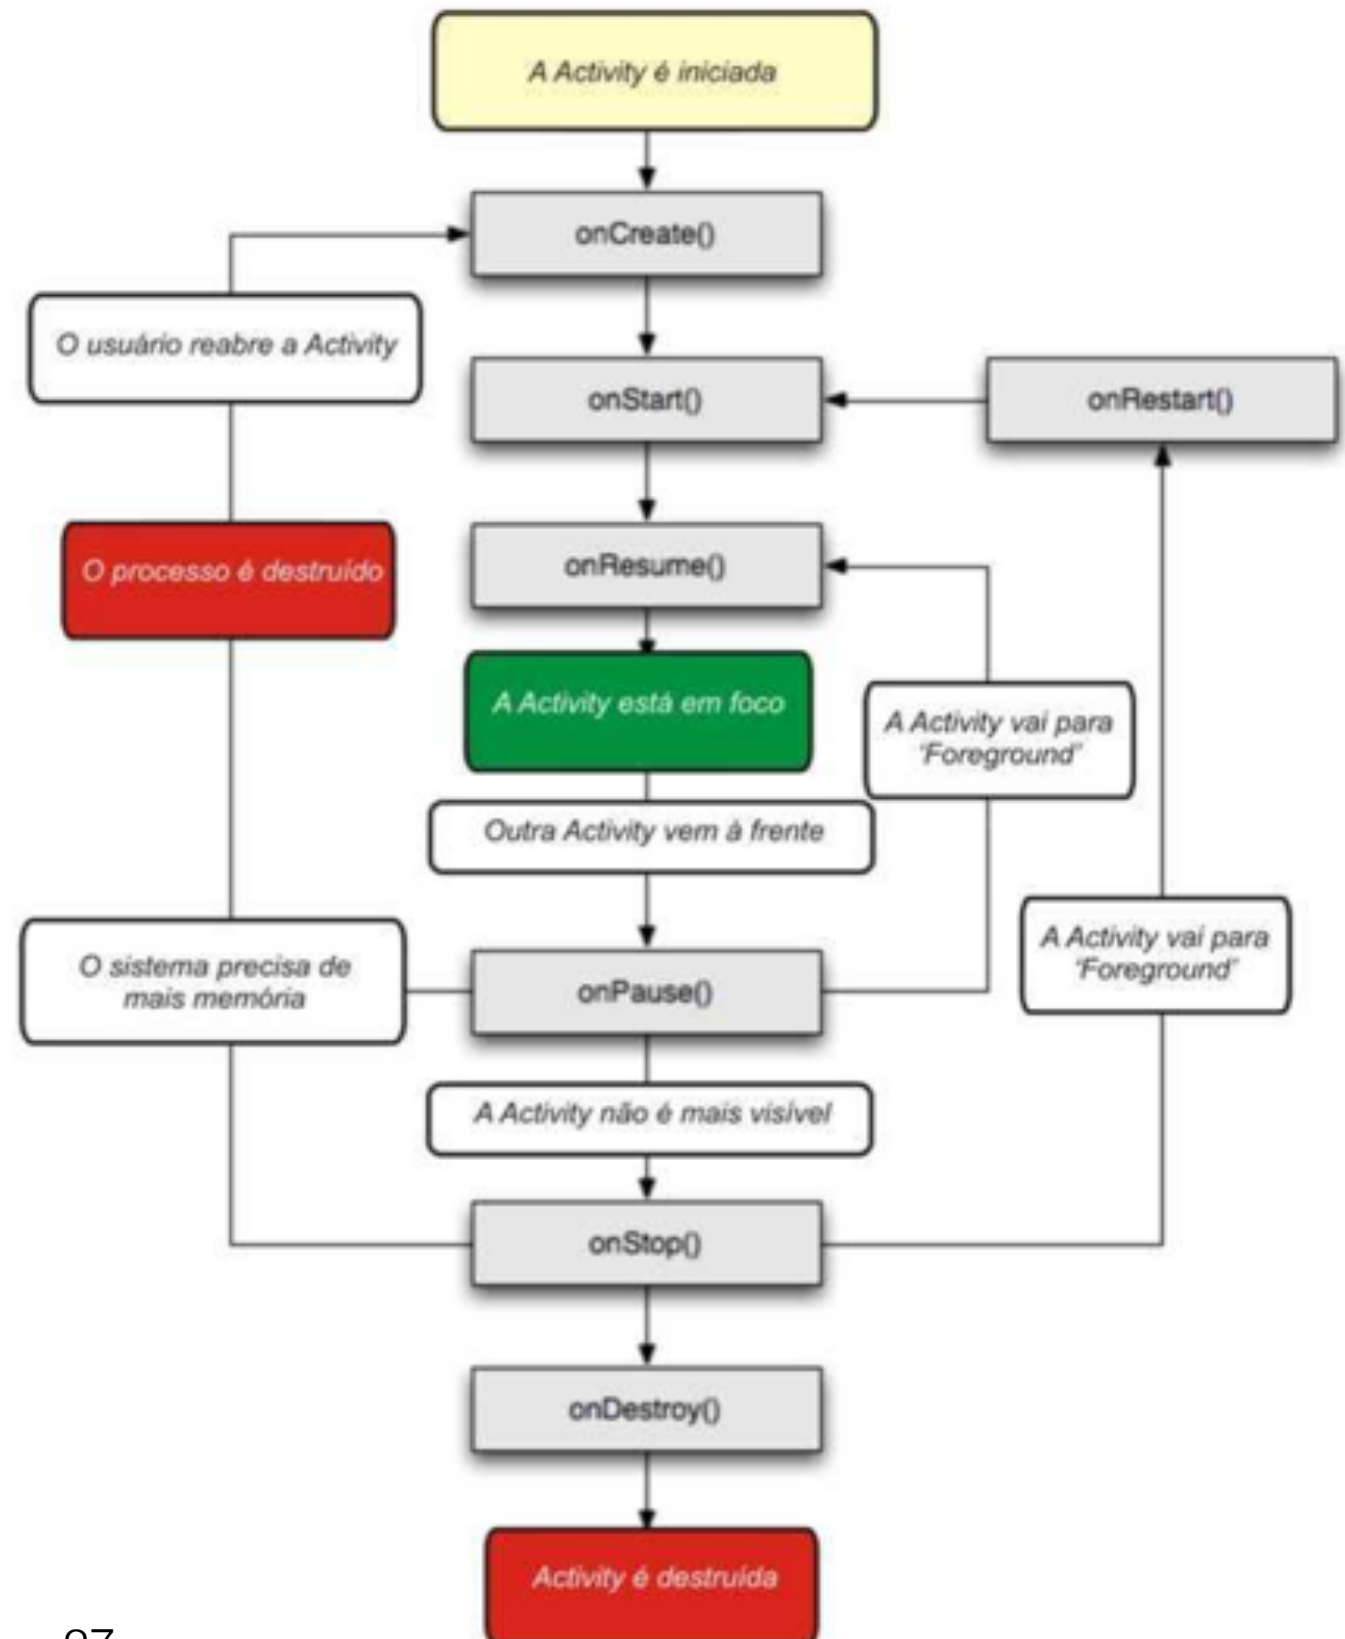 A Activity é iniciada
onCreate()
O usuário reabre a Activity
onStart()
onRestart()
onResume()
O processo é destruído
A Activity está em foco
A Activity vai para
'Foreground'
Outra Activity vem à frente
A Activity vai para
'Foreground'
O sistema precisa de
mais memória
onPause()
A Activity não é mais visível
onStop()
onDestroy()
Activity é destruída